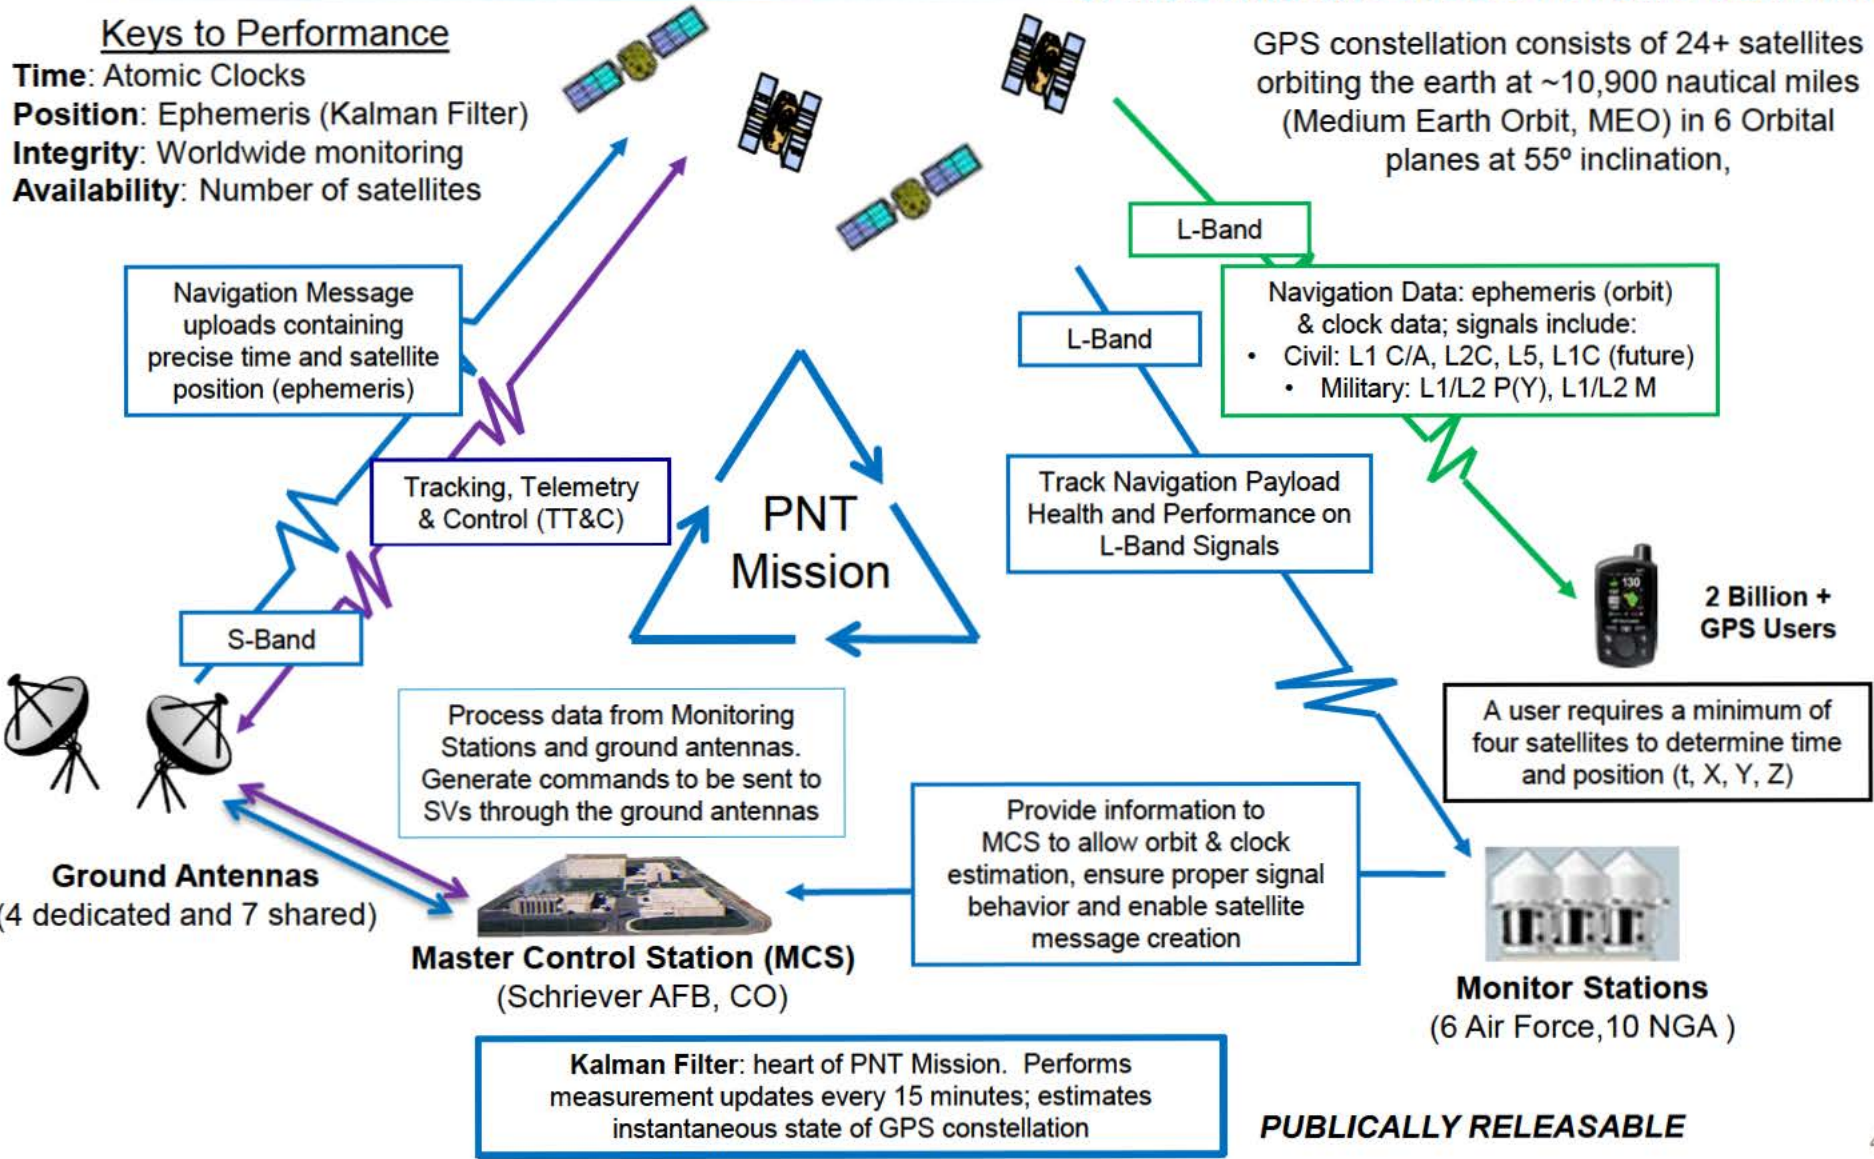 Keys to Performance
Time: Atomic Clocks
Position: Ephemeris (Kalman Filter)
Integrity: Worldwide monitoring
Availability: Number of satellites
GPS constellation consists of 24+ satellites
orbiting the earth at ~10,900 nautical miles
(Medium Earth Orbit, MEO) in 6 Orbital
planes at 55º inclination,
L-Band
Navigation Message
uploads containing
precise time and satellite
position (ephemeris)
L-Band
Navigation Data: ephemeris (orbit)
& clock data; signals include:
• Civil: L1 C/A, L2C, L5, L1C (future)
• Military: L1/L2 P(Y), L1/L2 M
Tracking, Telemetry
& Control (TT&C)
PNT
Mission
Track Navigation Payload
Health and Performance on
L-Band Signals
130
2 Billion +
GPS Users
S-Band
Process data from Monitoring
Stations and ground antennas.
Generate commands to be sent to
SVs through the ground antennas
A user requires a minimum of
four satellites to determine time
and position (t, X, Y, Z)
Provide information to
MCS to allow orbit & clock
estimation, ensure proper signal
behavior and enable satellite
message creation
Ground Antennas
(4 dedicated and 7 shared)
Master Control Station (MCS)
(Schriever AFB, CO)
Monitor Stations
(6 Air Force,10 NGA )
Kalman Filter: heart of PNT Mission. Performs
measurement updates every 15 minutes; estimates
instantaneous state of GPS constellation
PUBLICALLY RELEASABLE